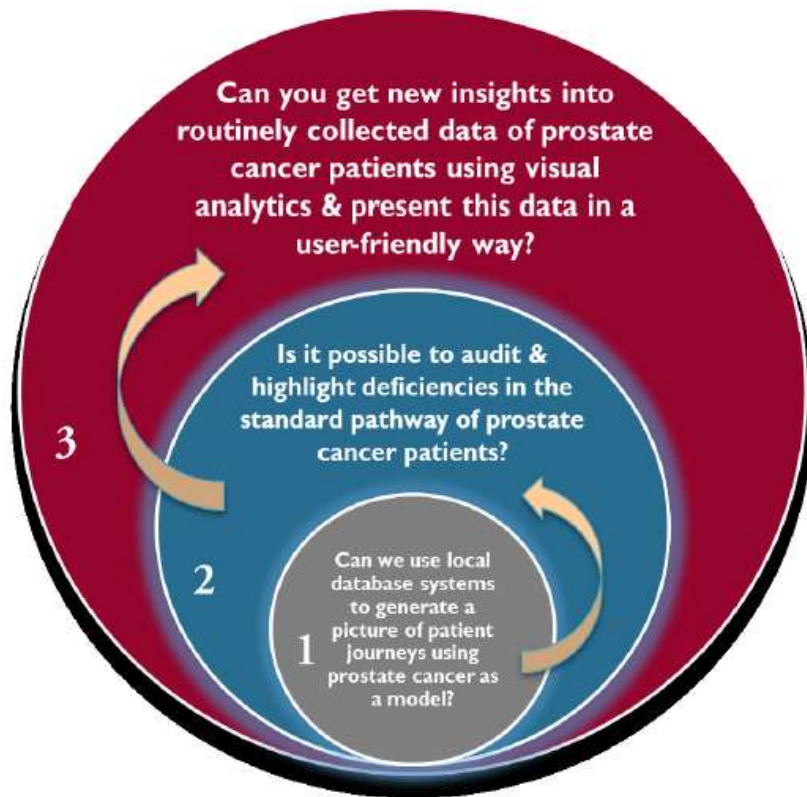 Can you get new insights into
routinely collected data of prostate
cancer patients using visual
analytics & present this data in a
user-friendly way?
Is it possible to audit &
highlight deficiencies in the
standard pathway of prostate
cancer patients?
3
Can we use local
database systems
to generate a
picture of patient
journeys using
prostate cancer as
a model?
2
1